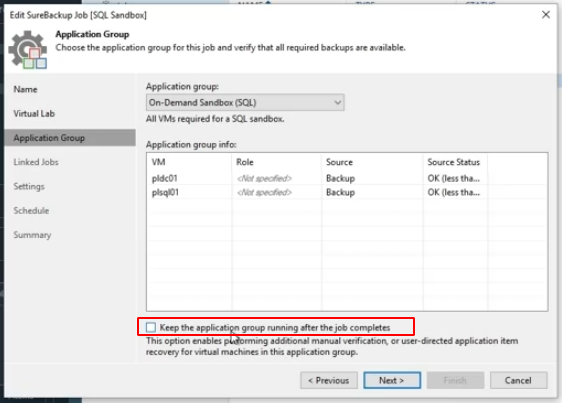 Edit SureBackup Job [SQL Sandbox]
Application Group
Choose the application group for this job and verify that all required backups are available.
Name
Virtual Lab
Application Group
Linked Jobs
Settings
Schedule
Summary
Application group:
On-Demand Sandbox (SQL)
All VMs required for a SQL sandbox.
Application group info:
VM Role Source Source Status
pldc01 <Not specified> Backup OK (less tha...
plsql01 <Not specified> Backup OK (less tha...
Keep the application group running after the job completes
This option enables performing additional manual verification, or user-directed application item
recovery for virtual machines in this application group.
< Previous Next > Finish Cancel